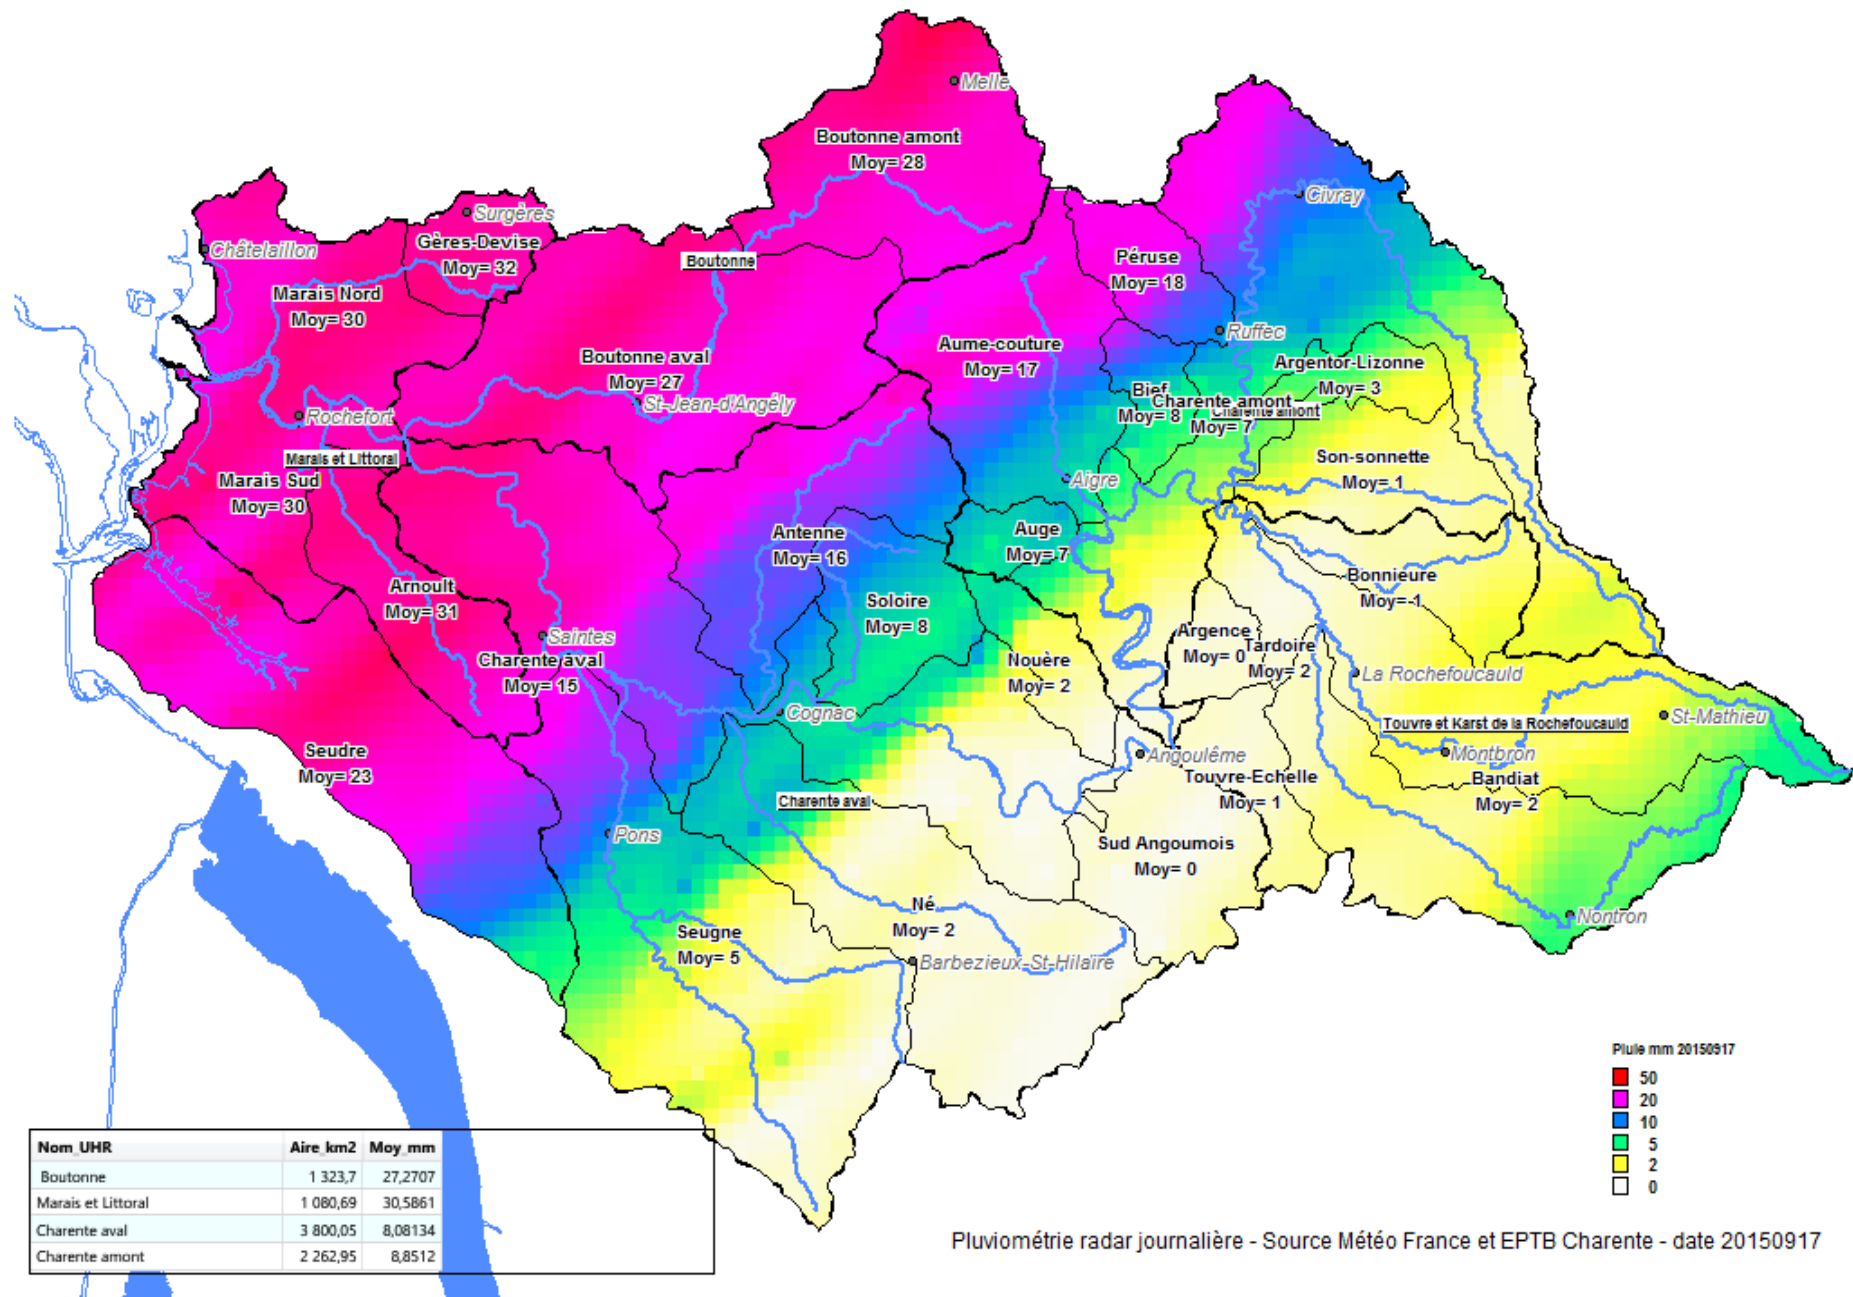 Melle
Boutonne amont
Moy= 28
Civray
Surgères
Châtelaillon
Gères-Devise
Moy= 32
Boutonne
Péruse
Moy= 18
Marais Nord
Moy= 30
Ruffec
Aume-couture
Moy= 17
Boutonne aval
Moy= 27
Argentor-Lizonne
Moy= 3
St-Jean-d'Angély
Bief
Moy= 8
Charente amont
Moy= 7
Charente amont
Rochefort
Marais et Littoral
Son-sonnette
Moy= 1
Marais Sud
Moy= 30
Aigre
Antenne
Moy= 16
Auge
Moy= 7
Arnoult
Moy= 31
Bonnieure
Moy= 1
Soloire
Moy= 8
Saintes
Argence
Moy= 0
Tardoire
Moy= 2
Charente aval
Moy= 15
Nouère
Moy= 2
La Rochefoucauld
Cognac
St-Mathieu
Touvre et Karst de la Rochefoucauld
Seudre
Moy= 23
Angoulême
Montbron
Touvre-Echelle
Moy= 1
Bandiat
Moy= 2
Charente aval
Pons
Sud Angoumois
Moy= 0
Né
Moy= 2
Nontron
Seugne
Moy= 5
Barbezieux-St-Hilaire
Pluie mm 20150917
50
20
10
5
2
0
Nom_UHR Aire_km2 Moy_mm
Boutonne 1 323,7 27,2707
Marais et Littoral 1 080,69 30,5861
Charente aval 3 800,05 8,08134
Charente amont 2 262,95 8,8512
Pluviométrie radar journalière - Source Météo France et EPTB Charente - date 20150917